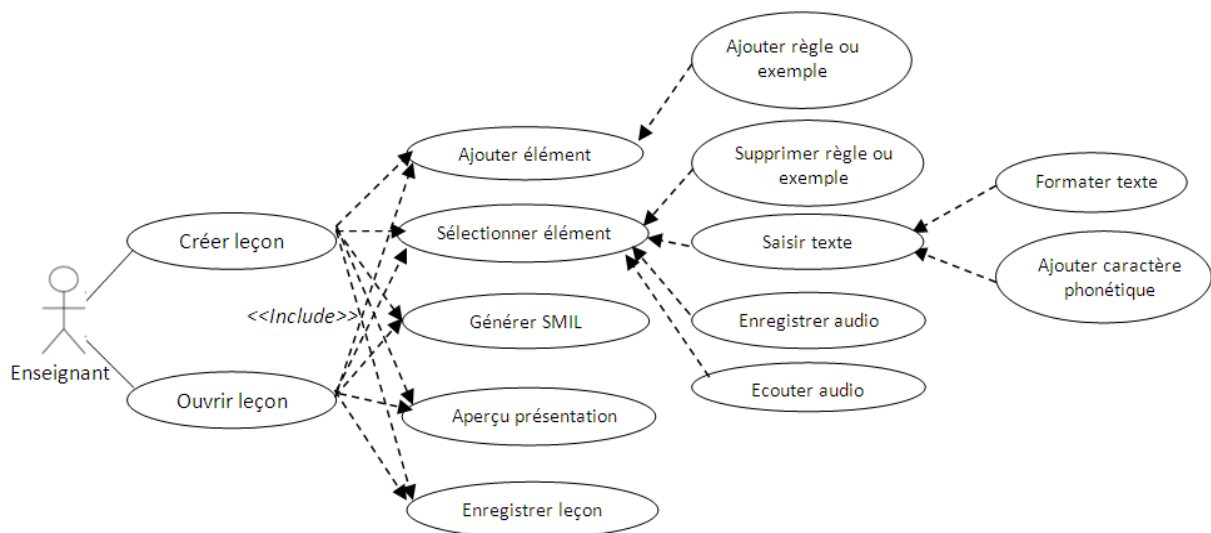 Ajouter règle ou
exemple
Ajouter élément
Supprimer règle ou
exemple
Formater texte
Créer leçon
Sélectionner élément
Saisir texte
Ajouter caractère
phonétique
<<Include>>
Générer SMIL
Enregistrer audio
Enseignant
Ouvrir leçon
Ecouter audio
Aperçu présentation
Enregistrer leçon